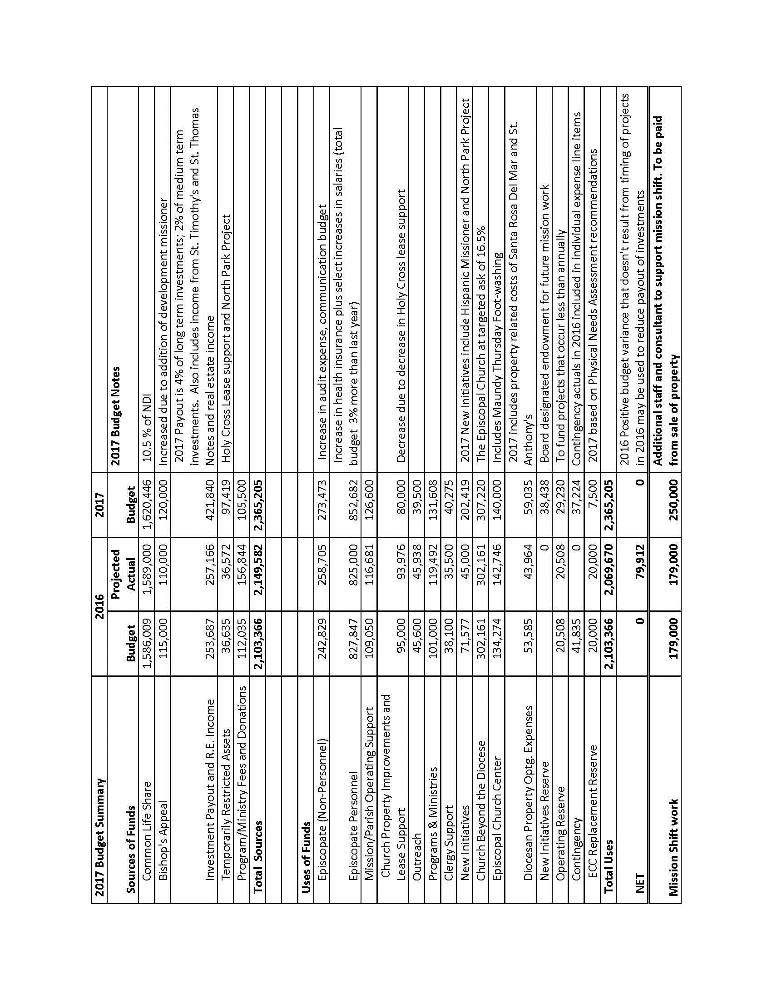 2017 Budget Summary 2016 2017
Sources of Funds Budget Projected Actual Budget 2017 Budget Notes
Common Life Share 1,586,009 1,589,000 1,620,446 10.5 % of NDI
Bishop's Appeal 115,000 110,000 120,000 Increased due to addition of development missioner
2017 Payout is 4% of long term investments; 2% of medium term
investments. Also includes income from St. Timothy's and St. Thomas
Investment Payout and R.E. Income 253,687 257,166 421,840 Notes and real estate income
Temporarily Restricted Assets 36,635 36,572 97,419 Holy Cross Lease support and North Park Project
Program/Ministry Fees and Donations 112,035 156,844 105,500
Total Sources 2,103,366 2,149,582 2,365,205
Uses of Funds
Episcopate (Non-Personnel) 242,829 258,705 273,473 Increase in audit expense, communication budget
Increase in health insurance plus select increases in salaries (total
Episcopate Personnel 827,847 825,000 852,682 budget 3% more than last year)
Mission/Parish Operating Support 109,050 116,681 126,600
Church Property Improvements and
Lease Support 95,000 93,976 80,000 Decrease due to decrease in Holy Cross lease support
Outreach 45,600 45,938 39,500
Programs & Ministries 101,000 119,492 131,608
Clergy Support 38,100 35,500 40,275
New Initiatives 71,577 45,000 202,419 2017 New Initiatives include Hispanic Missioner and North Park Project
Church Beyond the Diocese 302,161 302,161 307,220 The Episcopal Church at targeted ask of 16.5%
Episcopal Church Center 134,274 142,746 140,000 Includes Maundy Thursday Foot-washing
2017 includes property related costs of Santa Rosa Del Mar and St.
Diocesan Property Optg. Expenses 53,585 43,964 59,035 Anthony's
New Initiatives Reserve 0 38,438 Board designated endowment for future mission work
Operating Reserve 20,508 20,508 29,230 To fund projects that occur less than annually
Contingency 41,835 0 37,224 Contingency actuals in 2016 included in individual expense line items
ECC Replacement Reserve 20,000 20,000 7,500 2017 based on Physical Needs Assessment recommendations
Total Uses 2,103,366 2,069,670 2,365,205
2016 Positive budget variance that doesn't result from timing of projects
NET 0 79,912 0 in 2016 may be used to reduce payout of investments
Additional staff and consultant to support mission shift. To be paid
Mission Shift work 179,000 179,000 250,000 from sale of property